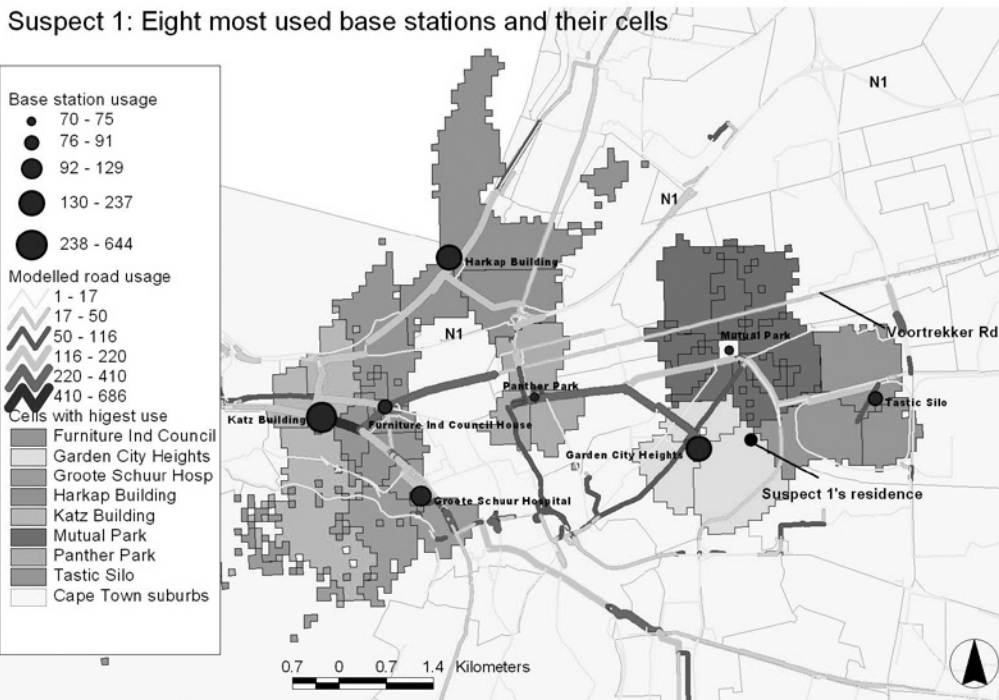 Suspect 1: Eight most used base stations and their cells
Base station usage
70 - 75
76 - 91
92 - 129
130 - 237
238 - 644
Modelled road usage
1 - 17
17 - 50
50 - 116
116 - 220
220 - 410
410 - 686
Cells with higest use
Furniture Ind Council
Garden City Heights
Groote Schuur Hosp
Harkap Building
Katz Building
Mutual Park
Panther Park
Tastic Silo
Cape Town suburbs
N1
N1
Harkap Building
N1
Voortrekker Rd
Mutual Park
Panther Park
Tastic Silo
Katz Building
Furniture Ind Council House
Garden City Heights
Suspect 1's residence
Groote Schuur Hospital
0.7 0 0.7 1.4 Kilometers